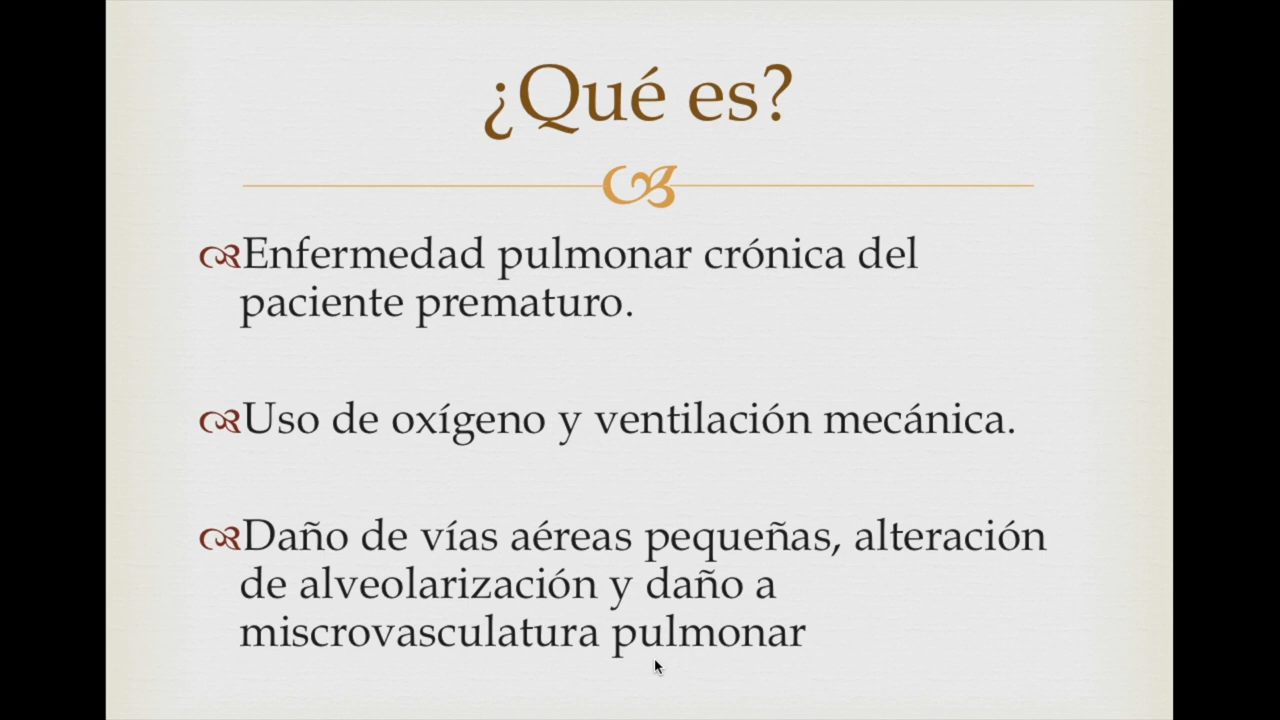 ¿Qué es?
Enfermedad pulmonar crónica del
paciente prematuro.
Uso de oxígeno y ventilación mecánica.
Daño de vías aéreas pequeñas, alteración
de alveolarización y daño a
miscrovasculatura pulmonar